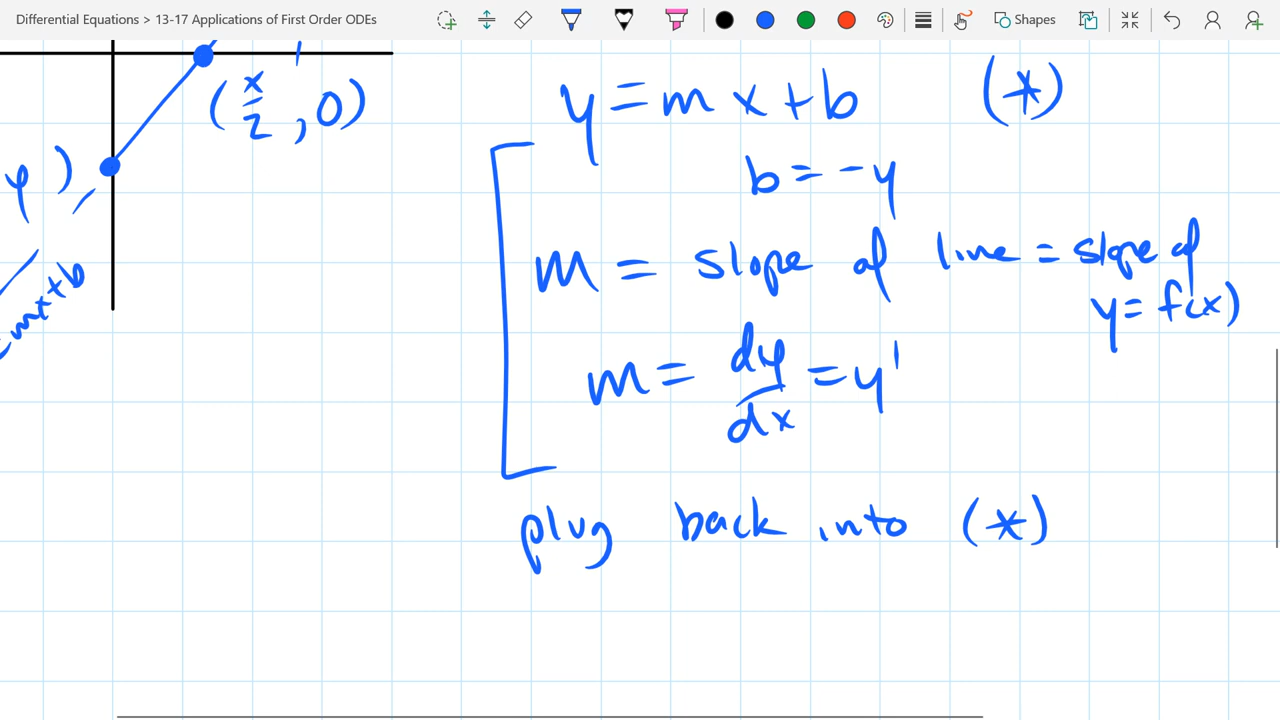 Differential Equations > 13-17 Applications of First Order ODEs
Shapes
(x/2, 0)
y )
mx+b
y = mx+b (*)
b = -y
m = slope of line = slope of
y = f(x)
m = dy/dx = y'
plug back into (*)